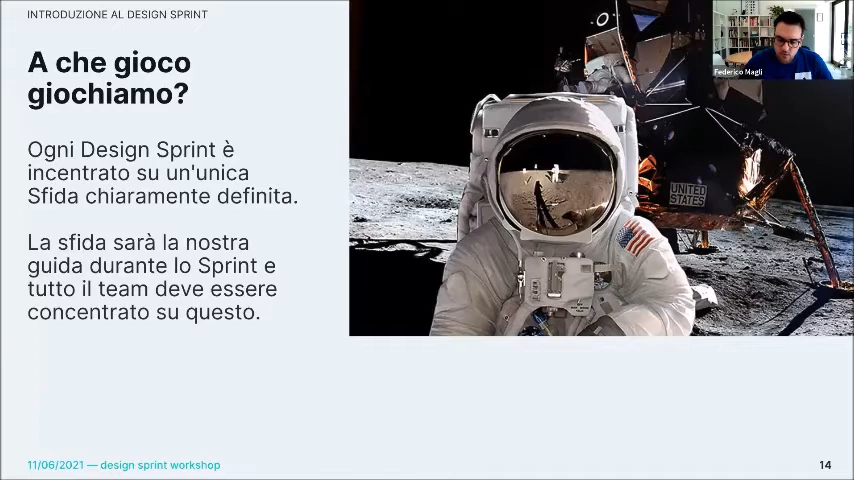 INTRODUZIONE AL DESIGN SPRINT
A che gioco
giochiamo?
Ogni Design Sprint è
incentrato su un'unica
Sfida chiaramente definita.
La sfida sarà la nostra
guida durante lo Sprint e
tutto il team deve essere
concentrato su questo.
UNITED
STATES
Federico Magli
11/06/2021 — design sprint workshop
14